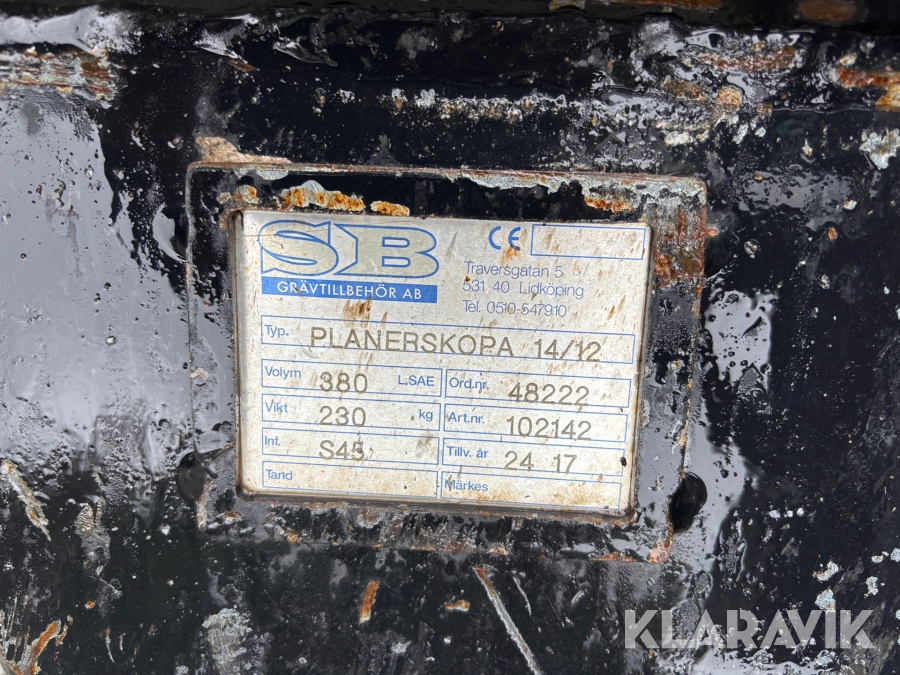 SB
GRÄVTILLBEHÖR AB
CE
Traversgatan 5
531 40 Lidköping
Tel. 0510-547910
Typ. PLANERSKOPA 14/12
Volym 380 L,SAE Ord.nr. 48222
Vikt 230 kg Art.nr. 102142
Inf. S45 Tillv. år 24 17
Tand Märkes
KLARAVIK